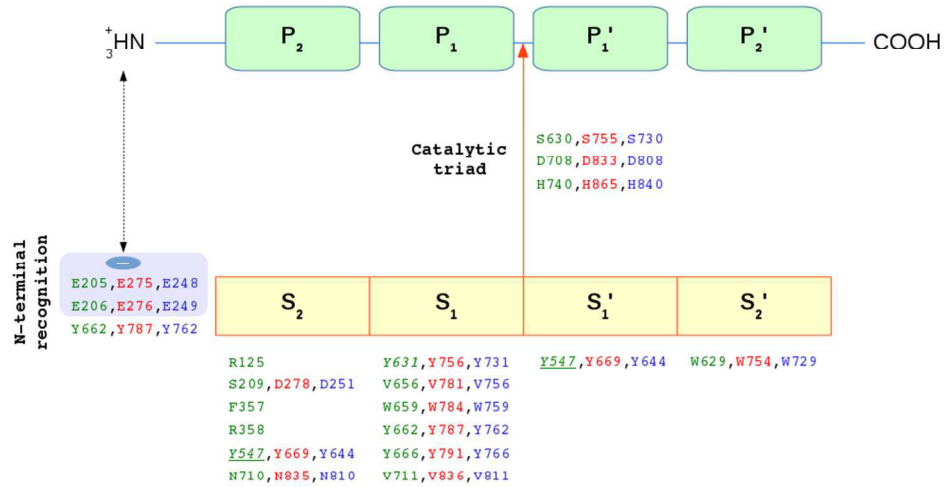 +
3HN P2 P1 P1' P2' COOH
Catalytic
triad
S630,S755,S730
D708,D833,D808
H740,H865,H840
N-terminal
recognition
−
E205,E275,E248
E206,E276,E249
Y662,Y787,Y762
S2 S1 S1' S2'
R125
S209,D278,D251
F357
R358
Y547,Y669,Y644
N710,N835,N810
Y631,Y756,Y731
V656,V781,V756
W659,W784,W759
Y662,Y787,Y762
Y666,Y791,Y766
V711,V836,V811
Y547,Y669,Y644
W629,W754,W729